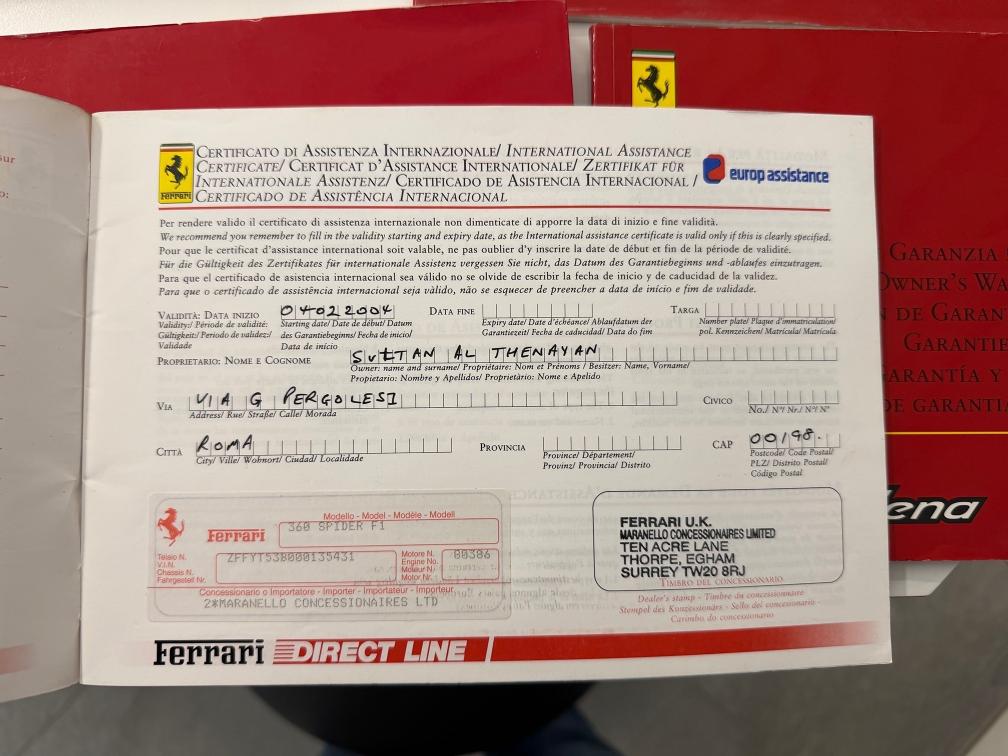 sur
o:
CERTIFICATO DI ASSISTENZA INTERNAZIONALE/ INTERNATIONAL ASSISTANCE
CERTIFICATE/ CERTIFICAT D'ASSISTANCE INTERNATIONALE/ ZERTIFIKAT FÜR
INTERNATIONALE ASSISTENZ/ CERTIFICADO DE ASISTENCIA INTERNACIONAL /
CERTIFICADO DE ASSISTÊNCIA INTERNACIONAL
Ferrari
europ assistance
Per rendere valido il certificato di assistenza internazionale non dimenticate di apporre la data di inizio e fine validità.
We recommend you remember to fill in the validity starting and expiry date, as the International assistance certificate is valid only if this is clearly specified.
Pour que le certificat d'assistance international soit valable, ne pas oublier d'y inscrire la date de début et fin de la période de validité.
Für die Gültigkeit des Zertifikates für internationale Assistenz vergessen Sie nicht, das Datum des Garantiebeginns und -ablaufes einzutragen.
Para que el certificado de asistencia internacional sea válido no se olvide de escribir la fecha de inicio y de caducidad de la validez.
Para que o certificado de assistência internacional seja vàlido, não se esquecer de preencher a data de início e fim de validade.
VALIDITÀ: DATA INIZIO 04022004 DATA FINE TARGA
Validity:/ Période de validité: Starting date/ Date de début/ Datum Expiry date/ Date d'échéance/ Ablaufdatum der Number plate/ Plaque d'immatriculation/
Gültigkeit:/ Periodo de validez:/ des Garantiebeginns/ Fecha de inicio/ Garantiezeit/ Fecha de caducidad/ Data do fim pol. Kennzeichen/ Matrícula/ Matrícula
Validade Data de início
PROPRIETARIO: NOME E COGNOME SULTAN AL THENAYAN
Owner: name and surname/ Propriétaire: Nom et Prénoms / Besitzer: Name, Vorname/
Propietario: Nombre y Apellidos/ Proprietàrio: Nome e Apelido
VIA VIA G PERGOLESI CIVICO
Address/ Rue/ Straße/ Calle/ Morada No./ N°/ Nr./ N°/ N°
CITTÀ ROMA PROVINCIA CAP 00198.
City/ Ville/ Wohnort/ Ciudad/ Localidade Province/ Département/ Postcode/ Code Postal/
Provinz/ Provincia/ Distrito PLZ/ Distrito Postal/
Código Postal
Modello - Model - Modèle - Modell
Ferrari 360 SPIDER F1
Telaio N.
V.I.N.
Chassis N.
Fahrgestell Nr.
ZFFYT53B000135431
Motore N.
Engine No.
Moteur N.
Motor Nr.
80386
Concessionario o Importatore - Importer - Importateur - Importeur
2*MARANELLO CONCESSIONAIRES LTD
FERRARI U.K.
MARANELLO CONCESSIONAIRES LIMITED
TEN ACRE LANE
THORPE, EGHAM
SURREY TW20 8RJ
TIMBRO DEL CONCESSIONARIO
Dealer's stamp - Timbre du concessionnaire
Stempel des Konzessionärs - Sello del concesionario
Carimbo do concessionario
Ferrari DIRECT LINE
GARANZIA
OWNER'S WA
N DE GARAN
GARANTIE
GARANTÍA Y
DE GARANTI
ena